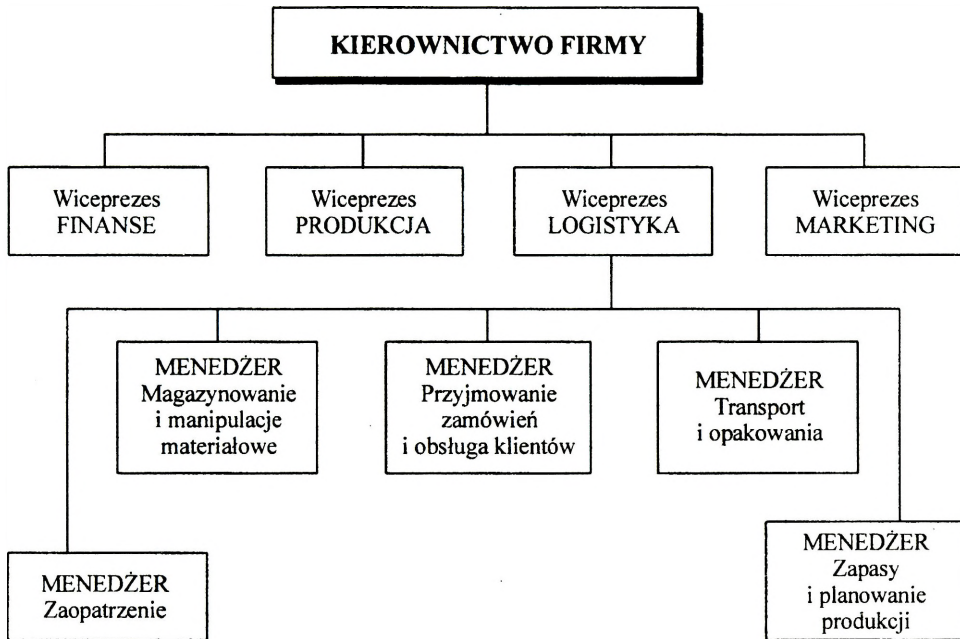 KIEROWNICTWO FIRMY
Wiceprezes
FINANSE
Wiceprezes
PRODUKCJA
Wiceprezes
LOGISTYKA
Wiceprezes
MARKETING
MENEDŻER
Magazynowanie
i manipulacje
materiałowe
MENEDŻER
Przyjmowanie
zamówień
i obsługa klientów
MENEDŻER
Transport
i opakowania
MENEDŻER
Zaopatrzenie
MENEDŻER
Zapasy
i planowanie
produkcji